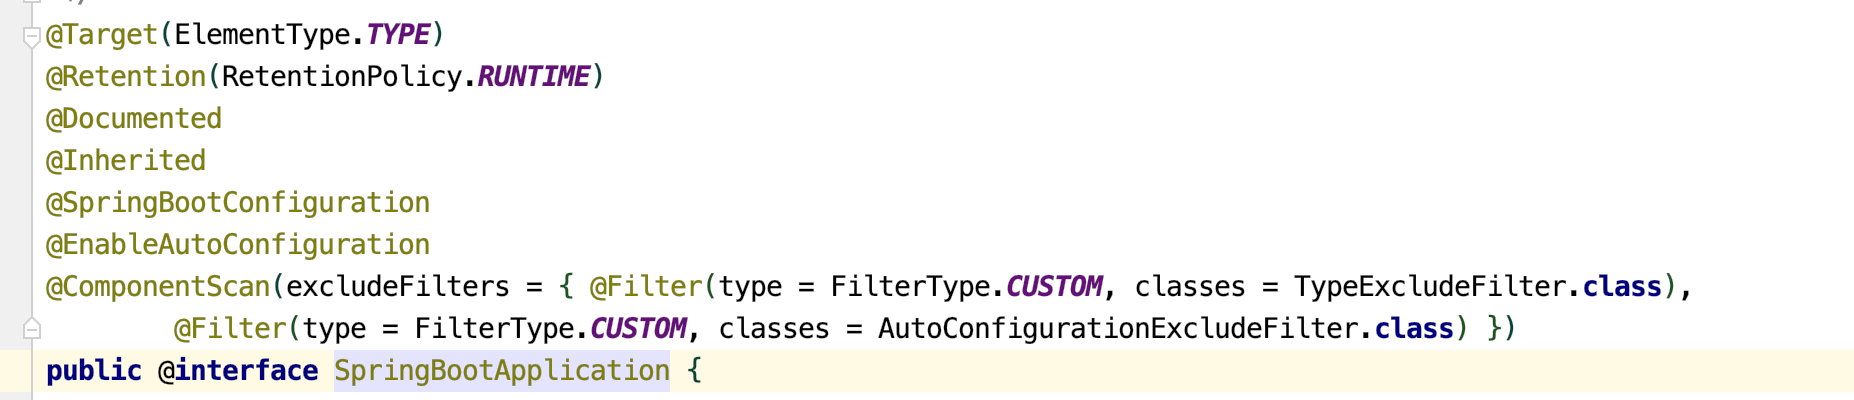 */
@Target(ElementType.TYPE)
@Retention(RetentionPolicy.RUNTIME)
@Documented
@Inherited
@SpringBootConfiguration
@EnableAutoConfiguration
@ComponentScan(excludeFilters = { @Filter(type = FilterType.CUSTOM, classes = TypeExcludeFilter.class),
        @Filter(type = FilterType.CUSTOM, classes = AutoConfigurationExcludeFilter.class) })
public @interface SpringBootApplication {